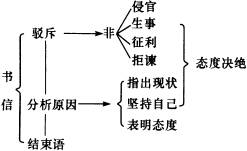 侵官
生事
驳斥
非
征利
拒谏
书信
态度决绝
指出现状
分析原因
坚持自己
表明态度
结束语